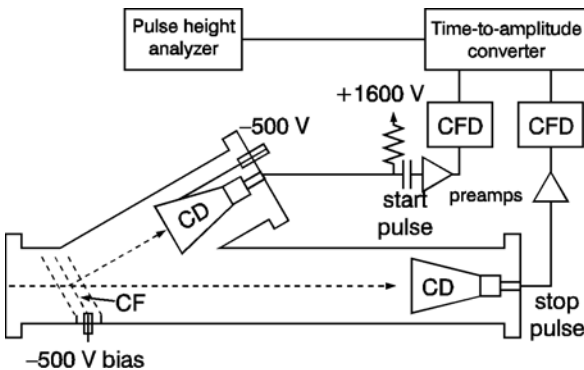 Pulse height
analyzer
Time-to-amplitude
converter
+1600 V
−500 V
CFD
CFD
CD
start
pulse
preamps
CF
CD
stop
pulse
−500 V bias